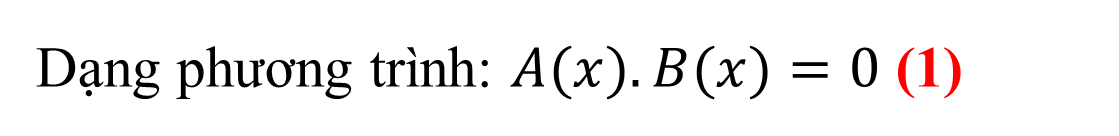 Dạng phương trình: A(x).B(x) = 0 (1)